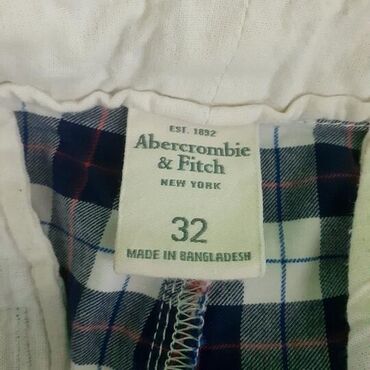 EST. 1892
Abercrombie
& Fitch
NEW YORK
32
MADE IN BANGLADESH